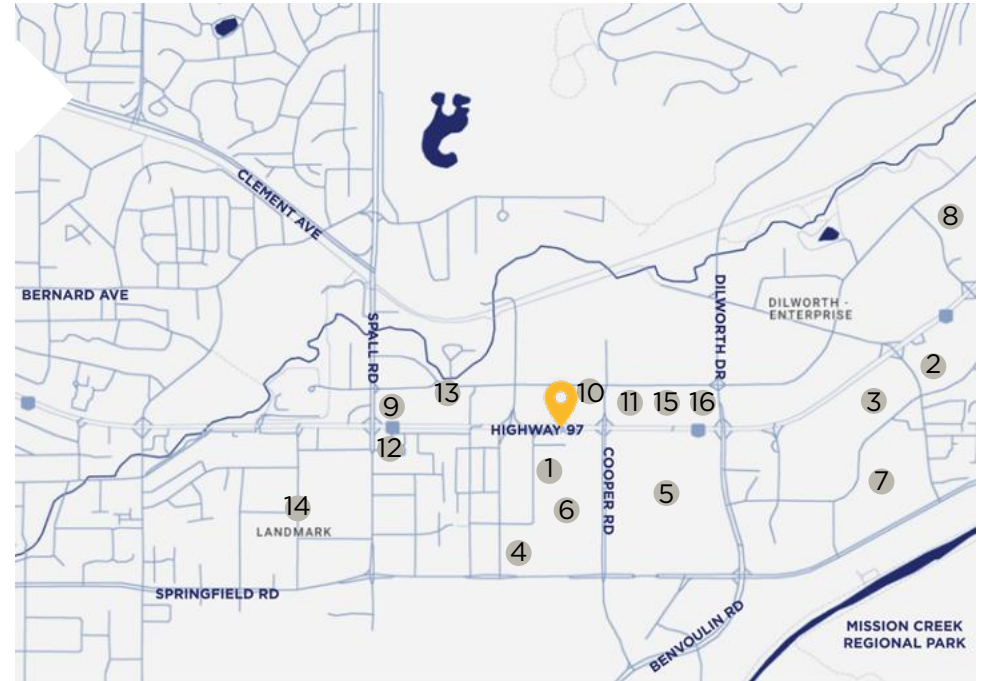 CLEMENT AVE
8
BERNARD AVE
SPALL RD
DILWORTH DR
DILWORTH -
ENTERPRISE
2
13
10
9
11
15
16
3
HIGHWAY 97
12
1
COOPER RD
7
5
14
6
LANDMARK
4
SPRINGFIELD RD
BENVOULIN RD
MISSION CREEK
REGIONAL PARK